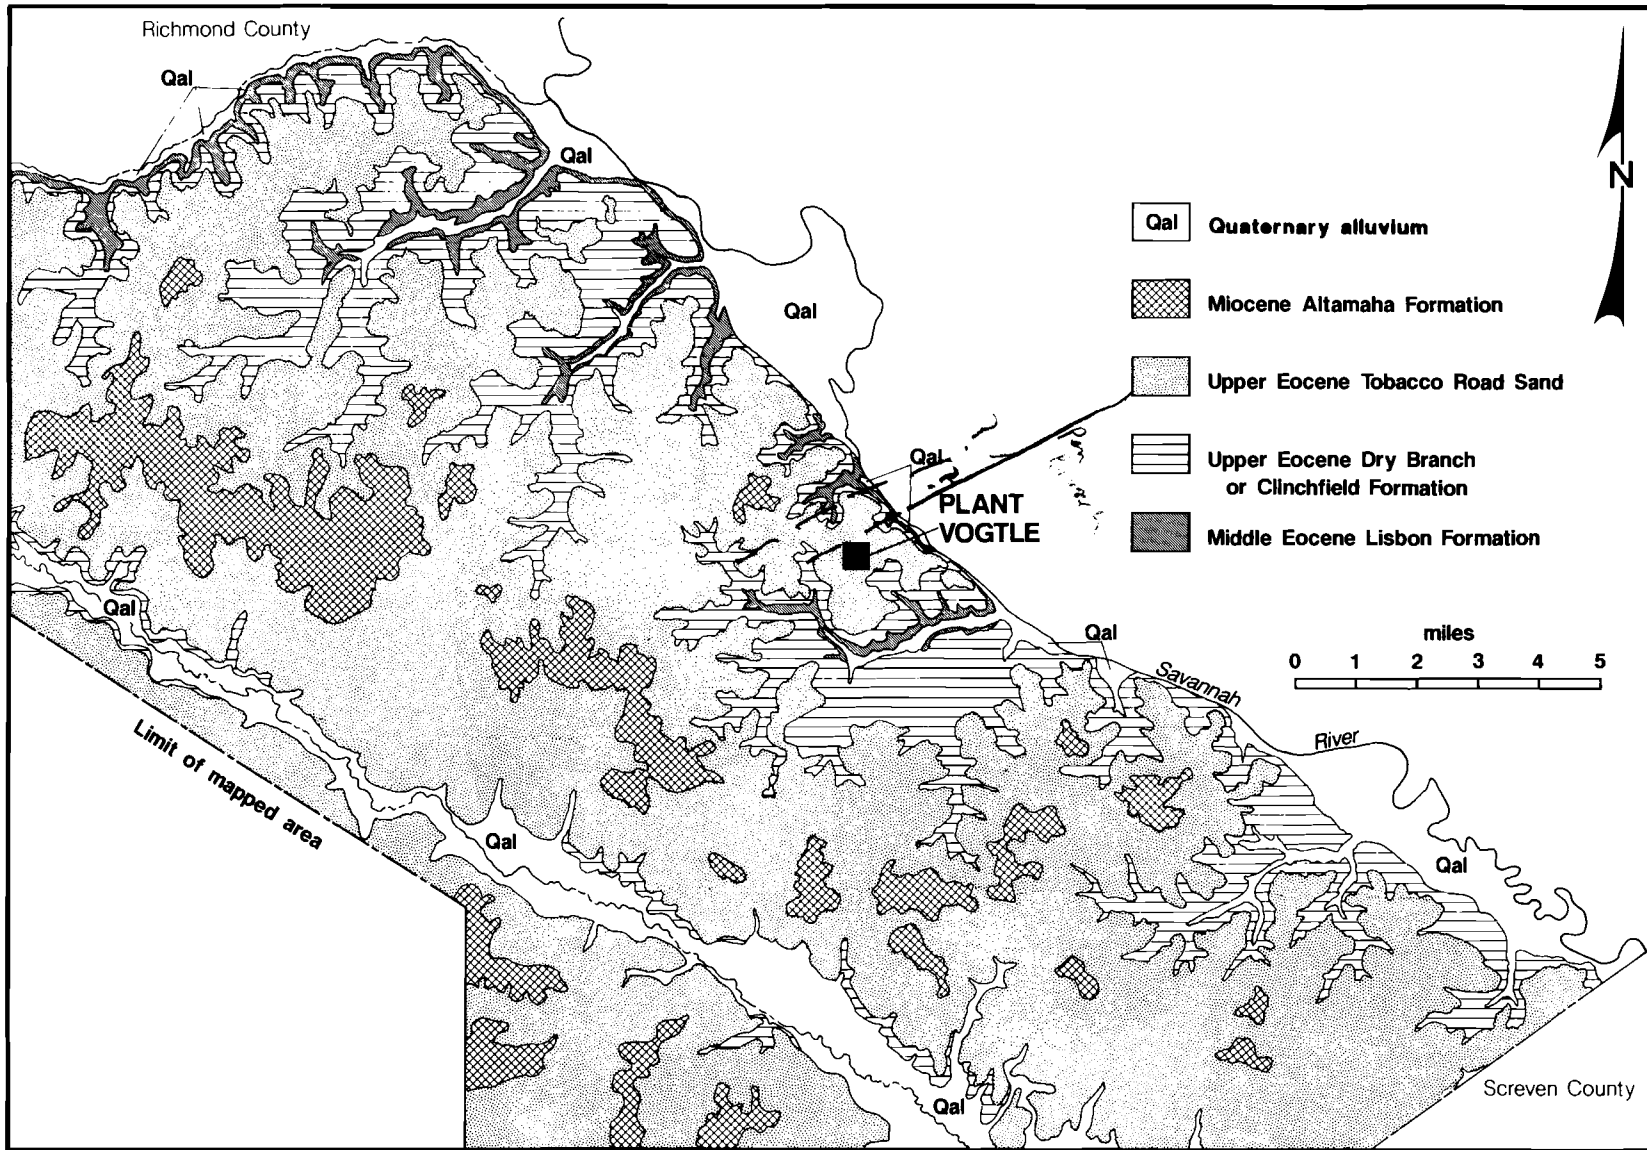 Richmond County
Qal
Qal
N
Qal Quaternary alluvium
Qal
Miocene Altamaha Formation
Upper Eocene Tobacco Road Sand
Qal
Upper Eocene Dry Branch
or Clinchfield Formation
PLANT
VOGTLE
Middle Eocene Lisbon Formation
Qal
Qal
miles
0 1 2 3 4 5
Savannah
River
Limit of mapped area
Qal
Qal
Screven County
Qal